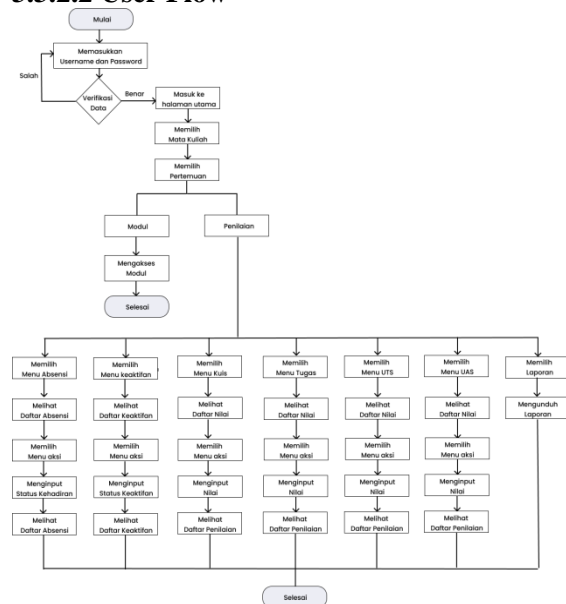 3.3.2.2 User Flow
Mulai
Memasukkan
Username dan Password
Salah
Verifikasi
Data
Benar
Masuk ke
halaman utama
Memilih
Mata Kuliah
Memilih
Pertemuan
Modul
Penilaian
Mengakses
Modul
Selesai
Memilih
Menu Absensi
Melihat
Daftar Absensi
Memilih
Menu aksi
Menginput
Status Kehadiran
Melihat
Daftar Absensi
Memilih
Menu keaktifan
Melihat
Daftar Keaktifan
Memilih
Menu aksi
Menginput
Status Keaktifan
Melihat
Daftar Keaktifan
Memilih
Menu Kuis
Melihat
Daftar Nilai
Memilih
Menu aksi
Menginput
Nilai
Melihat
Daftar Penilaian
Memilih
Menu Tugas
Melihat
Daftar Nilai
Memilih
Menu aksi
Menginput
Nilai
Melihat
Daftar Penilaian
Memilih
Menu UTS
Melihat
Daftar Nilai
Memilih
Menu aksi
Menginput
Nilai
Melihat
Daftar Penilaian
Memilih
Menu UAS
Melihat
Daftar Nilai
Memilih
Menu aksi
Menginput
Nilai
Melihat
Daftar Penilaian
Memilih
Laporan
Mengunduh
Laporan
Selesai